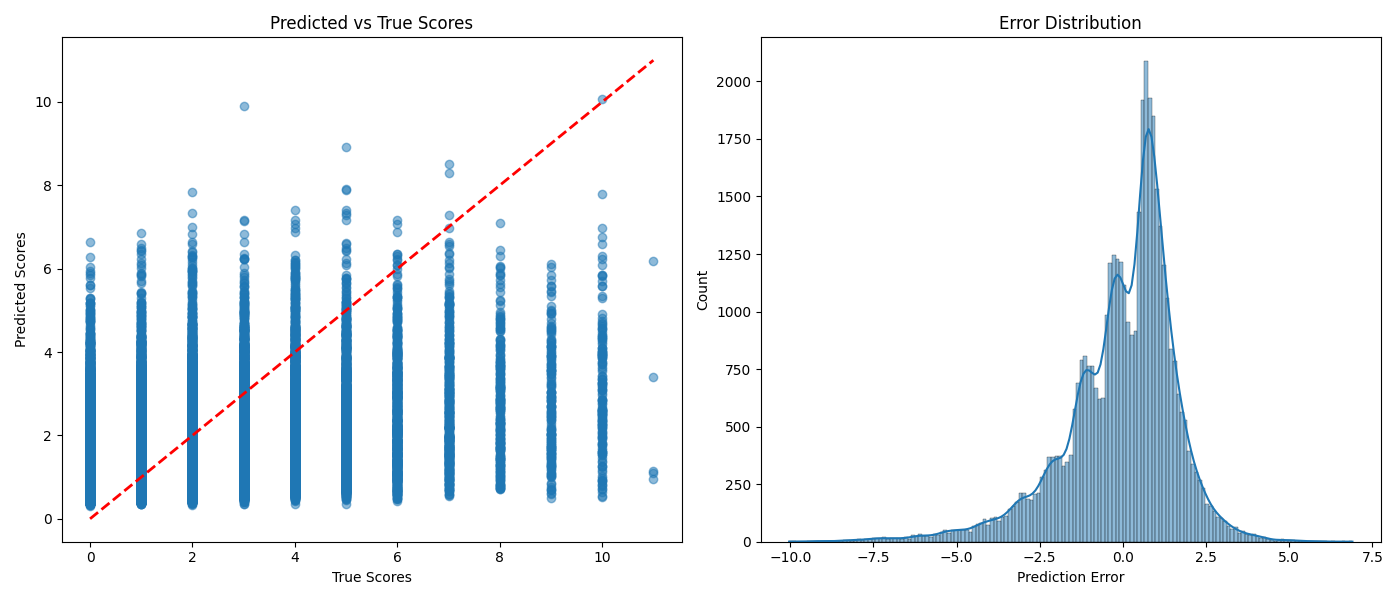 Predicted vs True Scores
Predicted Scores
10
8
6
4
2
0
0 2 4 6 8 10
True Scores
Error Distribution
Count
2000
1750
1500
1250
1000
750
500
250
0
−10.0 −7.5 −5.0 −2.5 0.0 2.5 5.0 7.5
Prediction Error